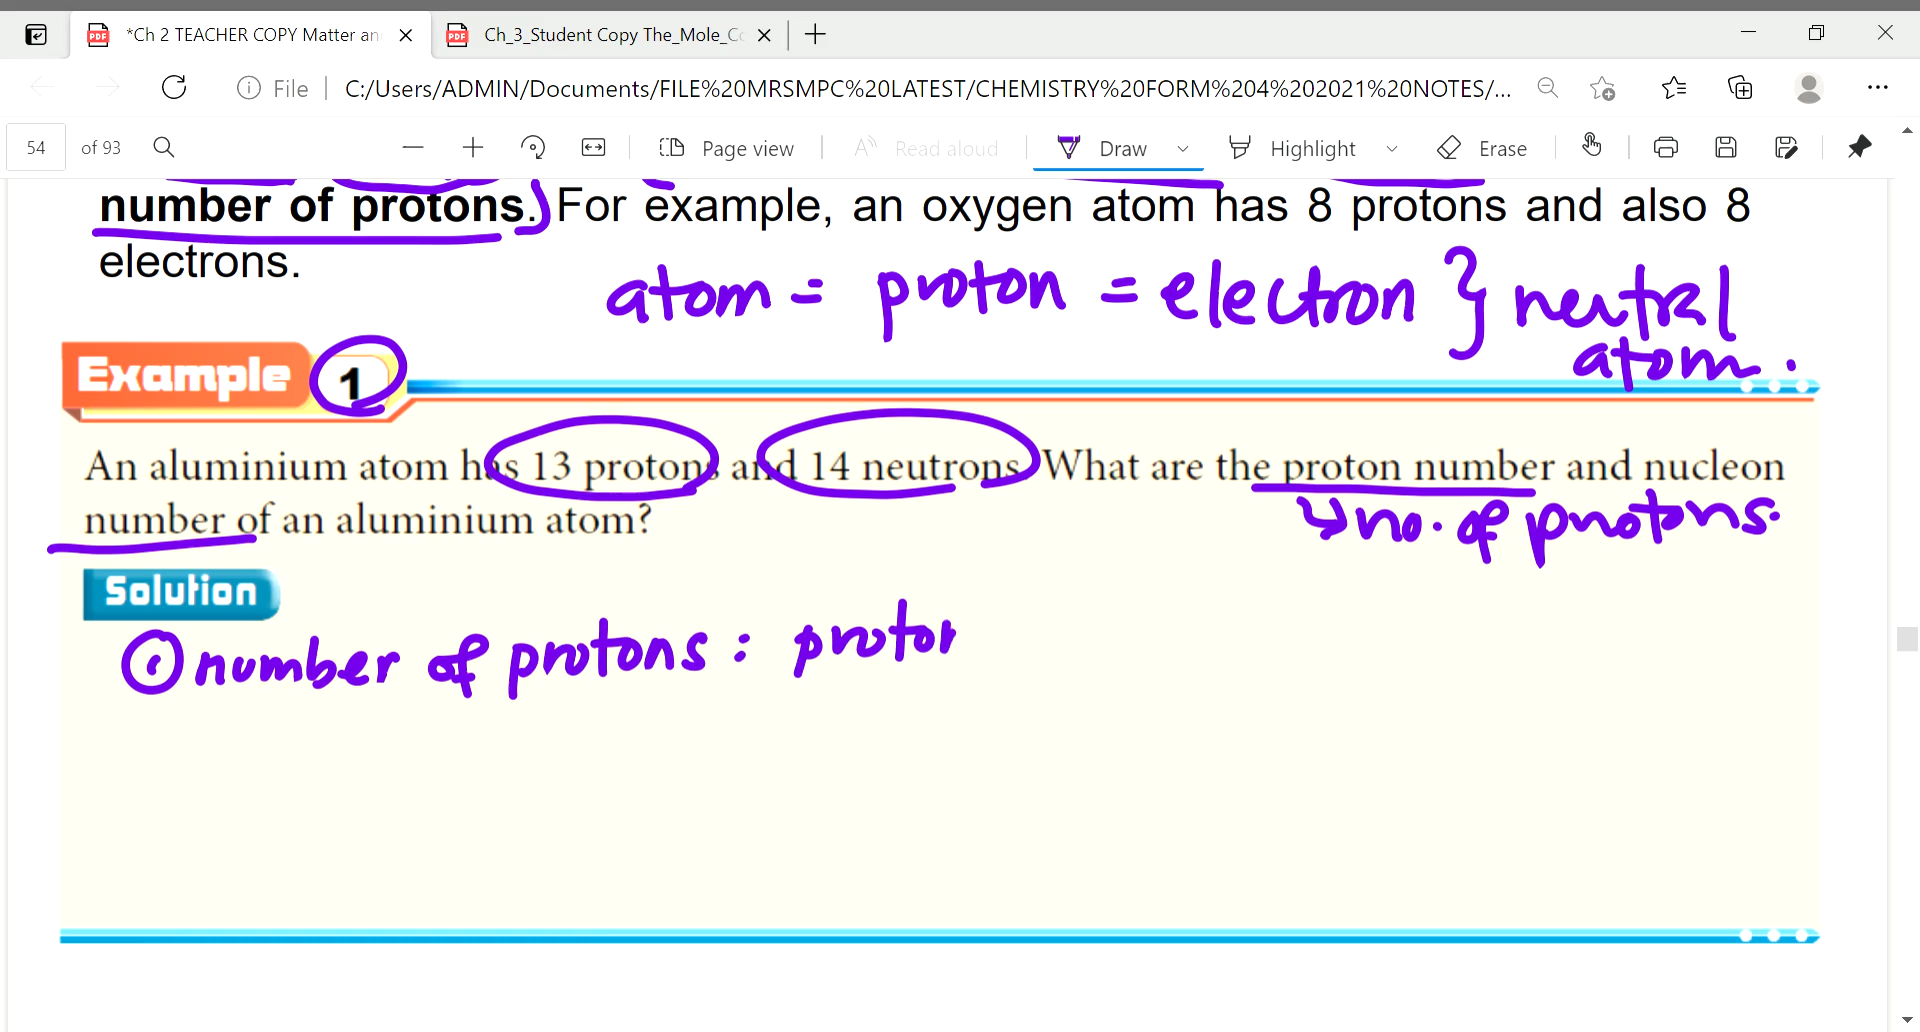 *Ch 2 TEACHER COPY Matter an
Ch_3_Student Copy The_Mole_Co
File
C:/Users/ADMIN/Documents/FILE%20MRSMPC%20LATEST/CHEMISTRY%20FORM%204%202021%20NOTES/...
54 of 93
Page view
Read aloud
Draw
Highlight
Erase
number of protons. For example, an oxygen atom has 8 protons and also 8
electrons.
atom = proton = electron } neutral
atom.
Example 1
An aluminium atom has 13 protons and 14 neutrons. What are the proton number and nucleon
number of an aluminium atom?
↳ no. of protons.
Solution
① number of protons : proton